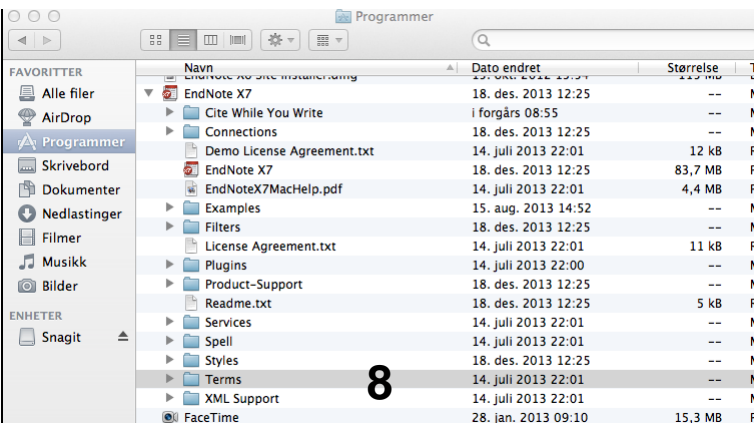 Programmer
FAVORITTER
Alle filer
AirDrop
Programmer
Skrivebord
Dokumenter
Nedlastinger
Filmer
Musikk
Bilder
ENHETER
Snagit
Navn Dato endret Størrelse
EndNote X6 Site Installer.dmg 115 MB
EndNote X7 18. des. 2013 12:25 --
Cite While You Write i forgårs 08:55 --
Connections 18. des. 2013 12:25 --
Demo License Agreement.txt 14. juli 2013 22:01 12 kB
EndNote X7 18. des. 2013 12:25 83,7 MB
EndNoteX7MacHelp.pdf 14. juli 2013 22:01 4,4 MB
Examples 15. aug. 2013 14:52 --
Filters 18. des. 2013 12:25 --
License Agreement.txt 14. juli 2013 22:01 11 kB
Plugins 14. juli 2013 22:00 --
Product-Support 18. des. 2013 12:25 --
Readme.txt 18. des. 2013 12:25 5 kB
Services 14. juli 2013 22:01 --
Spell 14. juli 2013 22:01 --
Styles 18. des. 2013 12:25 --
Terms 8 14. juli 2013 22:01 --
XML Support 14. juli 2013 22:01 --
FaceTime 28. jan. 2013 09:10 15,3 MB